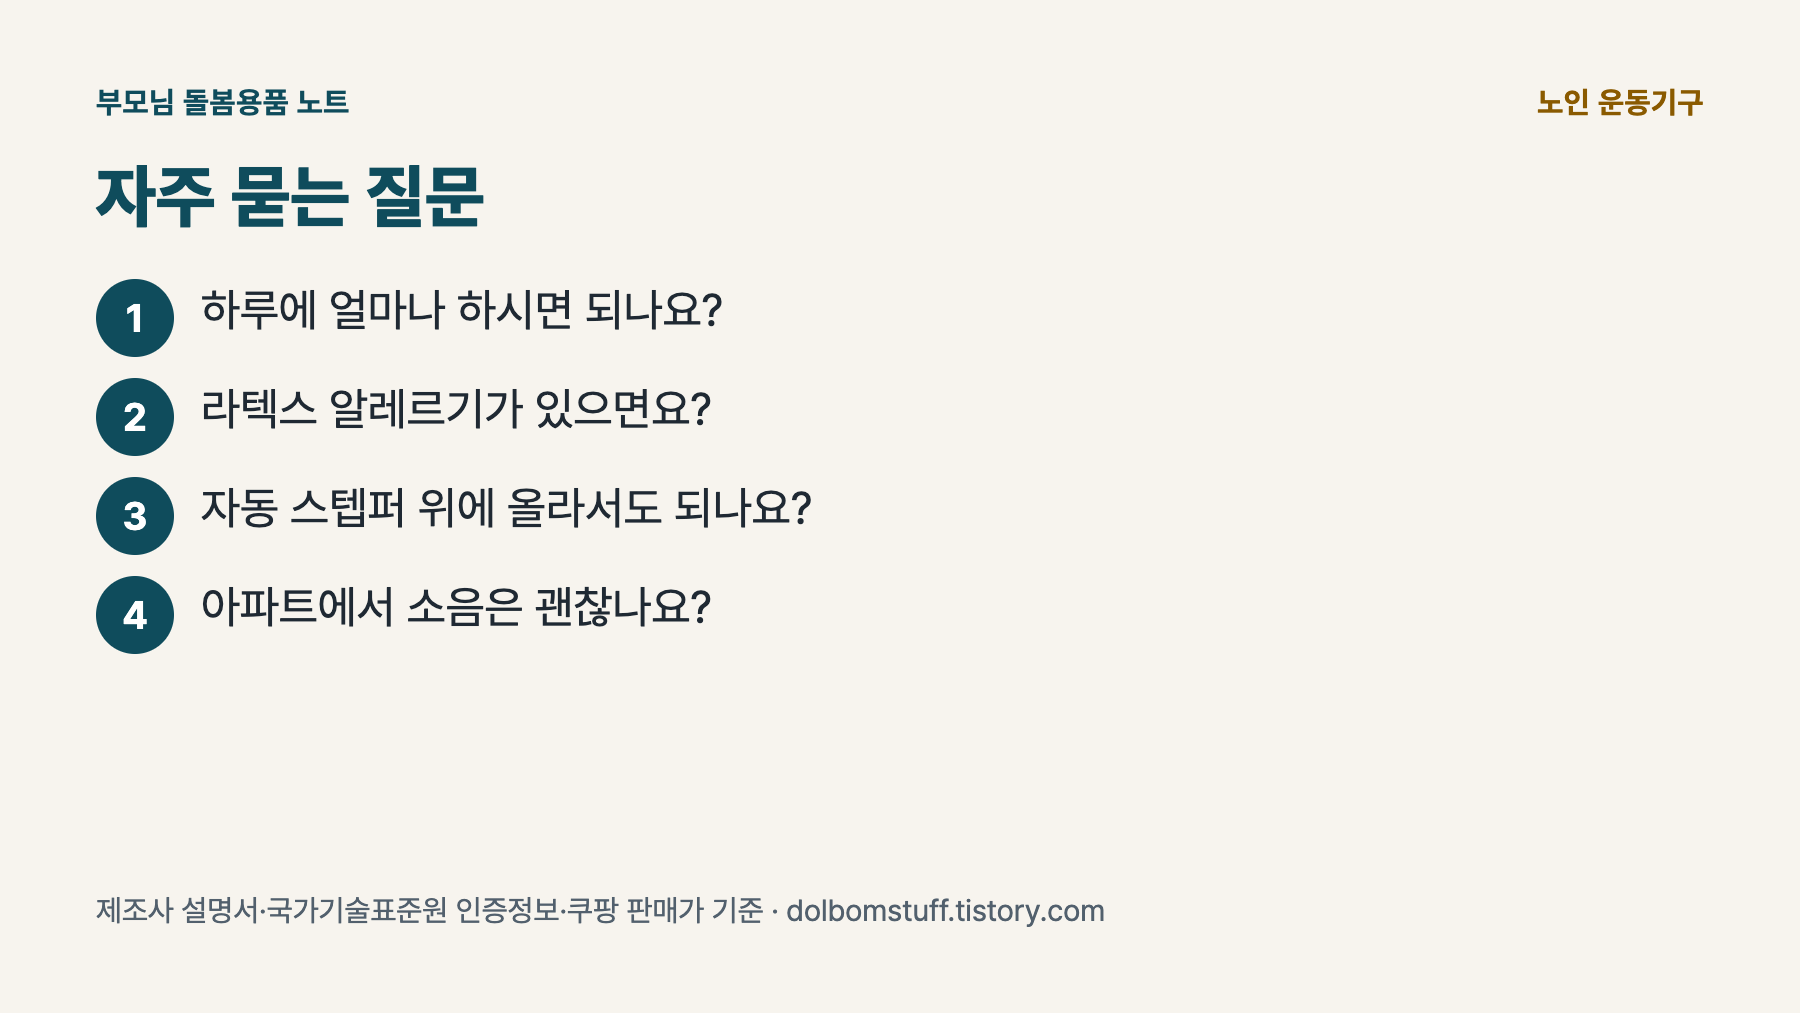 부모님 돌봄용품 노트
노인 운동기구
자주 묻는 질문
1 하루에 얼마나 하시면 되나요?
2 라텍스 알레르기가 있으면요?
3 자동 스텝퍼 위에 올라서도 되나요?
4 아파트에서 소음은 괜찮나요?
제조사 설명서·국가기술표준원 인증정보·쿠팡 판매가 기준 · dolbomstuff.tistory.com